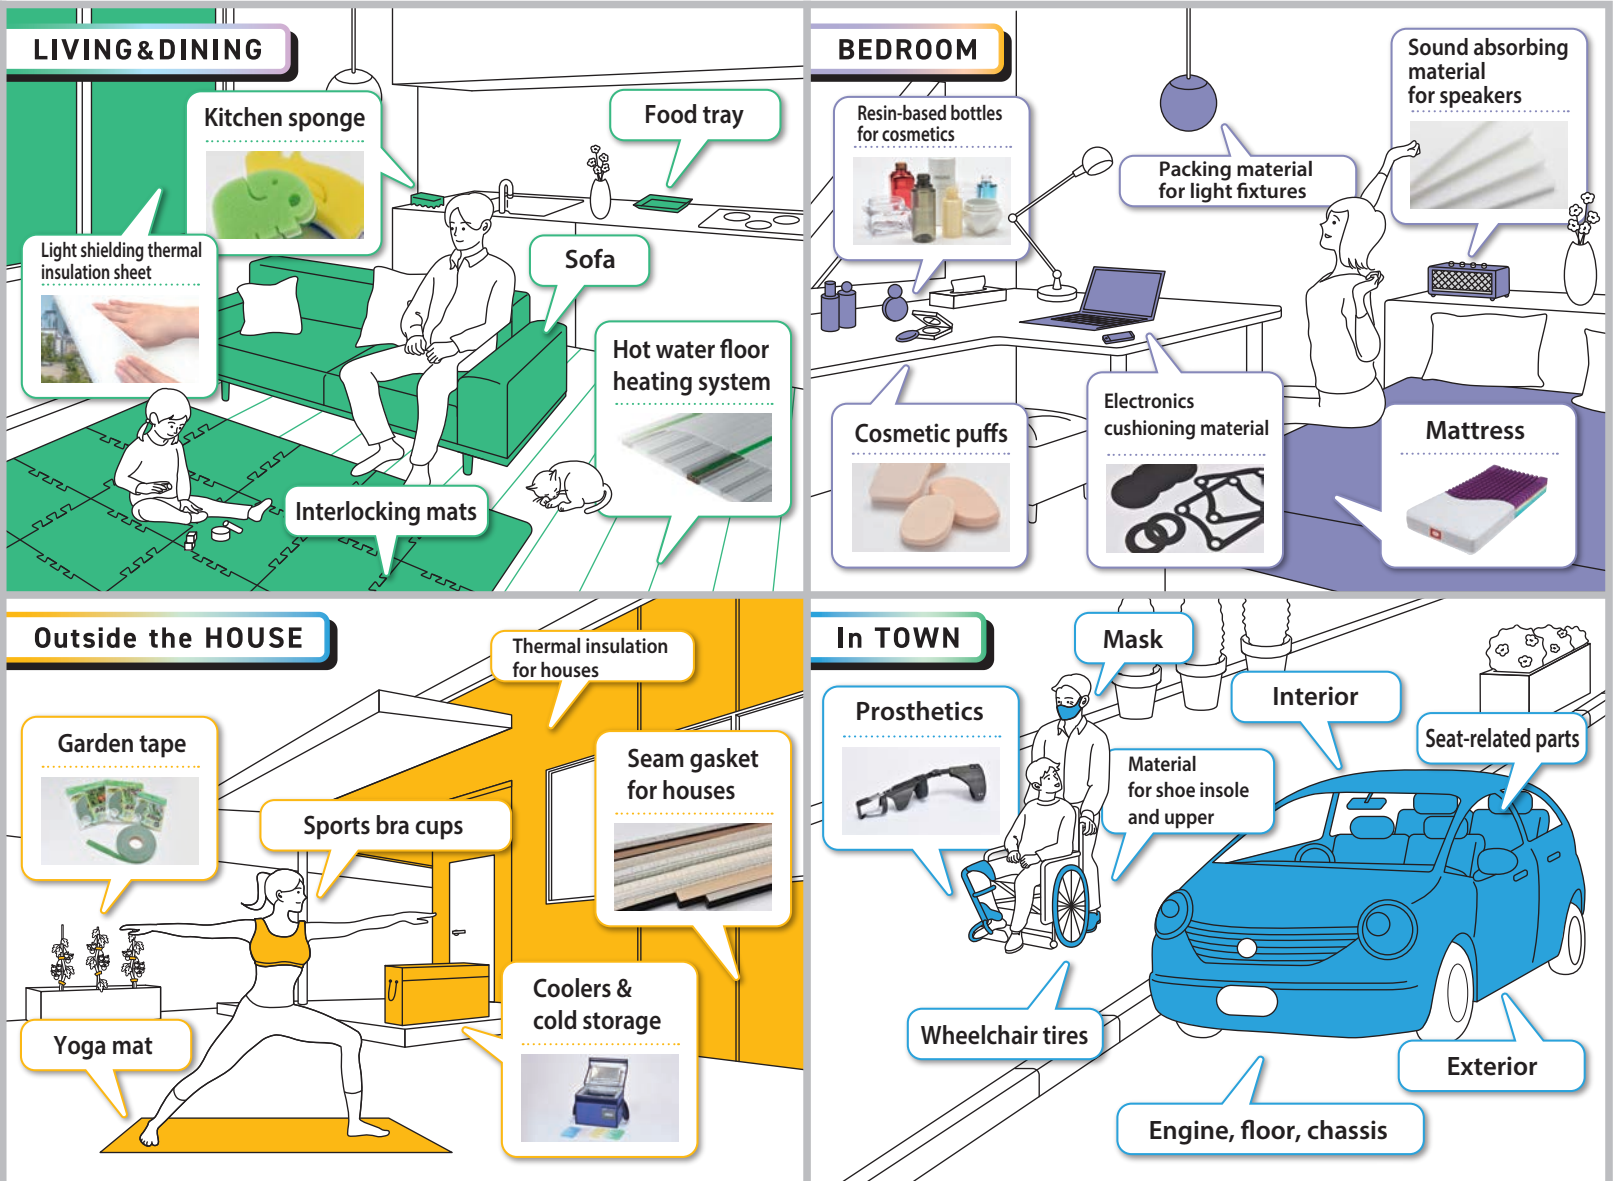 LIVING&DINING
Kitchen sponge
Food tray
Light shielding thermal
insulation sheet
Sofa
Hot water floor
heating system
Interlocking mats
BEDROOM
Resin-based bottles
for cosmetics
Packing material
for light fixtures
Sound absorbing
material
for speakers
Cosmetic puffs
Electronics
cushioning material
Mattress
Outside the HOUSE
Thermal insulation
for houses
Garden tape
Sports bra cups
Seam gasket
for houses
Yoga mat
Coolers &
cold storage
In TOWN
Mask
Prosthetics
Interior
Seat-related parts
Material
for shoe insole
and upper
Wheelchair tires
Exterior
Engine, floor, chassis